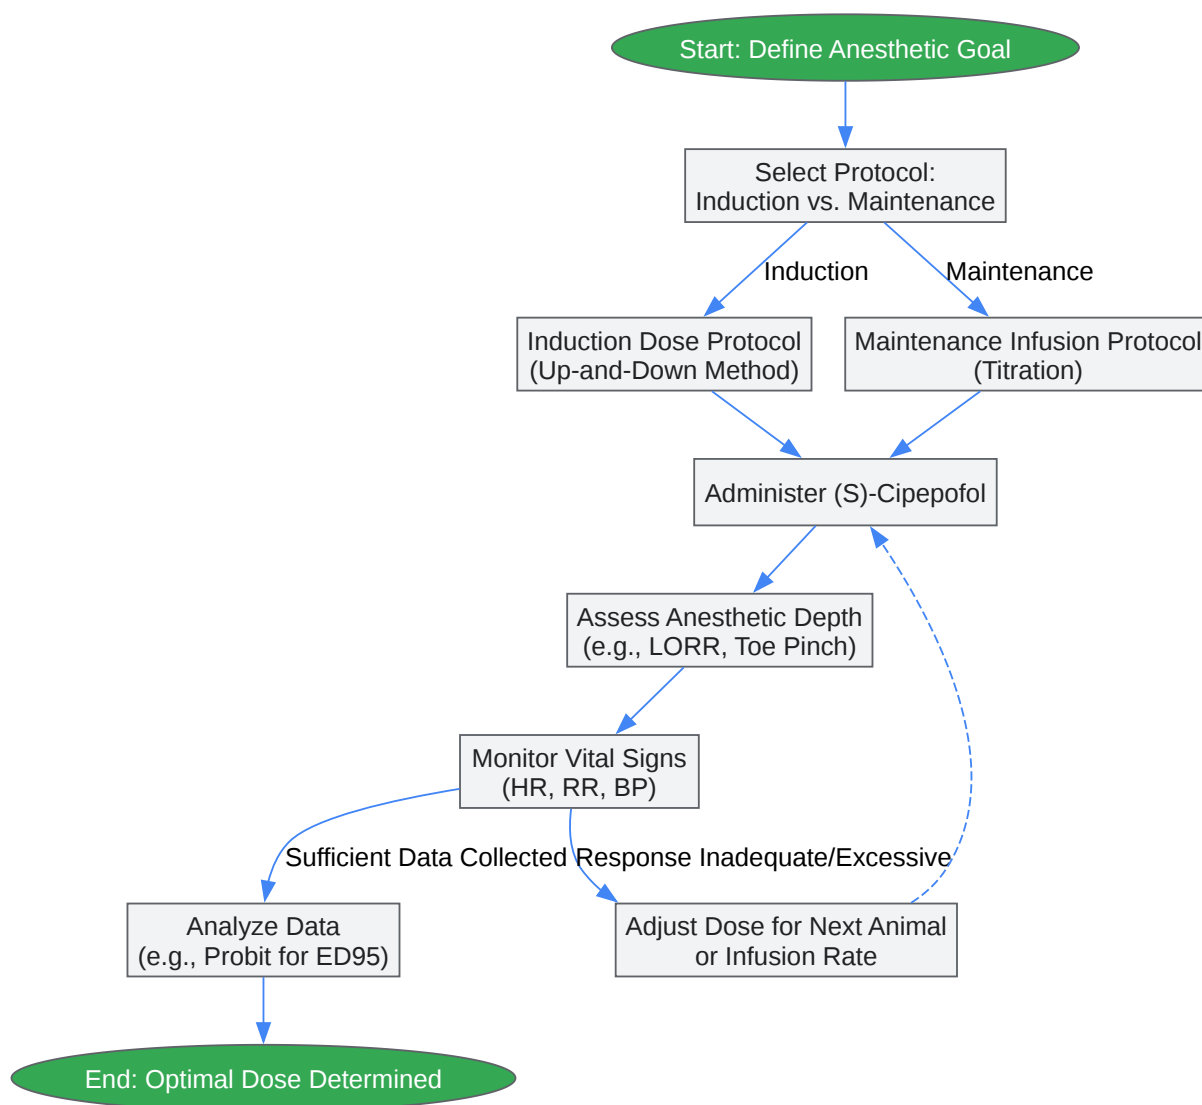 Start: Define Anesthetic Goal
Select Protocol:
Induction vs. Maintenance
Induction
Maintenance
Induction Dose Protocol
(Up-and-Down Method)
Maintenance Infusion Protocol
(Titration)
Administer (S)-Cipepofol
Assess Anesthetic Depth
(e.g., LORR, Toe Pinch)
Monitor Vital Signs
(HR, RR, BP)
Sufficient Data Collected
Response Inadequate/Excessive
Analyze Data
(e.g., Probit for ED95)
Adjust Dose for Next Animal
or Infusion Rate
End: Optimal Dose Determined